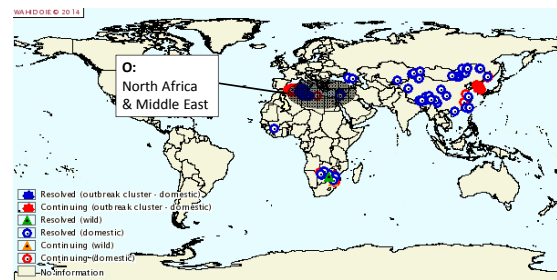 WAHID©OIE © 2014
O:
North Africa
& Middle East
Resolved (outbreak cluster - domestic)
Continuing (outbreak cluster - domestic)
Resolved (wild)
Resolved (domestic)
Continuing (wild)
Continuing (domestic)
No information